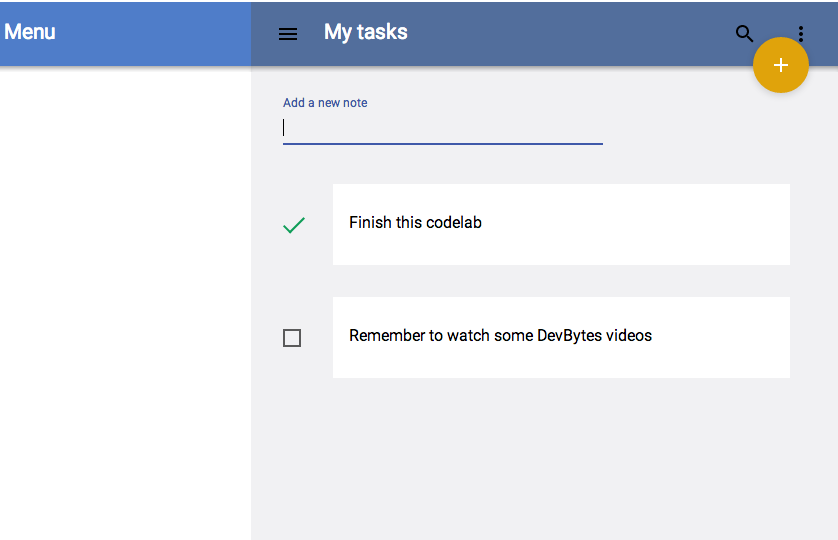 Menu
My tasks
Add a new note
Finish this codelab
Remember to watch some DevBytes videos